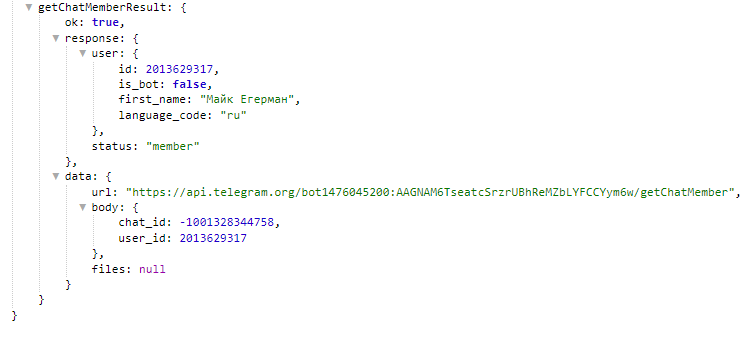 getChatMemberResult: {
ok: true,
response: {
user: {
id: 2013629317,
is_bot: false,
first_name: "Майк Егерман",
language_code: "ru"
},
status: "member"
},
data: {
url: "https://api.telegram.org/bot1476045200:AAGNAM6TseatcSrzrUBhReMZbLYFCCYym6w/getChatMember",
body: {
chat_id: -1001328344758,
user_id: 2013629317
},
files: null
}
}
}